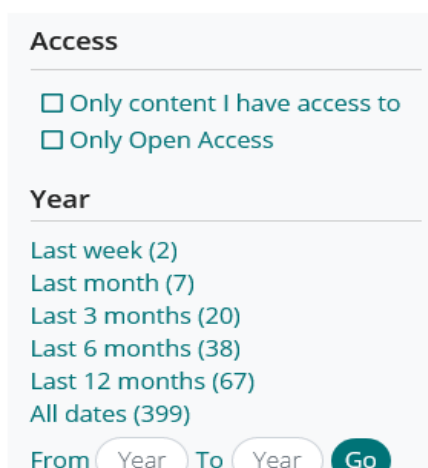 Access
Only content I have access to
Only Open Access
Year
Last week (2)
Last month (7)
Last 3 months (20)
Last 6 months (38)
Last 12 months (67)
All dates (399)
From Year To Year Go